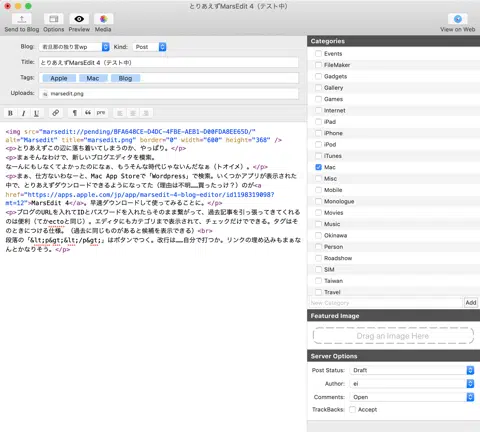 とりあえずMarsEdit 4（テスト中）
Send to Blog
Options
Preview
Media
View on Web
Blog: 若旦那の独り言wp
Kind: Post
Title: とりあえずMarsEdit 4（テスト中）
Tags: Apple Mac Blog
Uploads: marsedit.png
B I U ¶ “” pre
<img src="marsedit://pending/BFA648CE-D4DC-4FBE-AEB1-D00FDA8EE65D/"
alt="Marsedit" title="marsedit.png" border="0" width="600" height="368" />
<p>とりあえずこの辺に落ち着いてしまうのか、やっぱり。</p>
<p>まぁそんなわけで、新しいブログエディタを検索。
なーんにもしなくてよかったのになぁ、もうそんな時代じゃないんだなぁ（トオイメ）。</p>
<p>まぁ、仕方ないわなーと、Mac App Storeで「Wordpress」で検索。いくつかアプリが表示された
中で、とりあえずダウンロードできるようになってた（理由は不明……買ったっけ？）のが<a
href="https://apps.apple.com/jp/app/marsedit-4-blog-editor/id1198319098?
mt=12">MarsEdit 4</a>。早速ダウンロードして使ってみることに。</p>
<p>ブログのURLを入れてIDとパスワードを入れたらそのまま繋がって、過去記事を引っ張ってきてくれる
のは便利（てかectoと同じ）。エディタにもカテゴリまで表示されて、チェックだけでできる。タグはそ
のときにつける仕様。（過去に同じものがあると候補を表示できる）<br>
段落の「&lt;p&gt;&lt;/p&gt;」はボタンでつく。改行は……自分で打つか。リンクの埋め込みもまぁな
んとかなりそう。</p>
Categories
Events
FileMaker
Gadgets
Gallery
Games
Internet
iPad
iPhone
iPod
iTunes
Mac
Misc
Mobile
Monologue
Movies
Music
Okinawa
Person
Roadshow
SIM
Taiwan
Travel
New Category
Add
Featured Image
Drag an Image Here
Server Options
Post Status: Draft
Author: ei
Comments: Open
TrackBacks: Accept